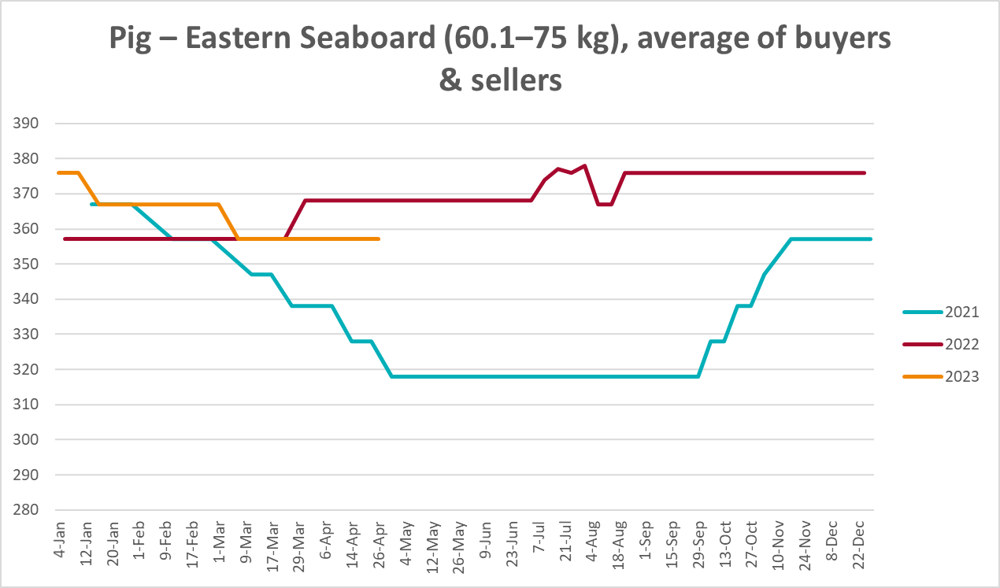 Pig – Eastern Seaboard (60.1–75 kg), average of buyers
& sellers
390
380
370
360
350
340
330
320
310
300
290
280
4-Jan
12-Jan
20-Jan
1-Feb
9-Feb
17-Feb
1-Mar
9-Mar
17-Mar
29-Mar
6-Apr
14-Apr
26-Apr
4-May
12-May
26-May
9-Jun
23-Jun
7-Jul
21-Jul
4-Aug
18-Aug
1-Sep
15-Sep
29-Sep
13-Oct
27-Oct
10-Nov
24-Nov
8-Dec
22-Dec
2021
2022
2023